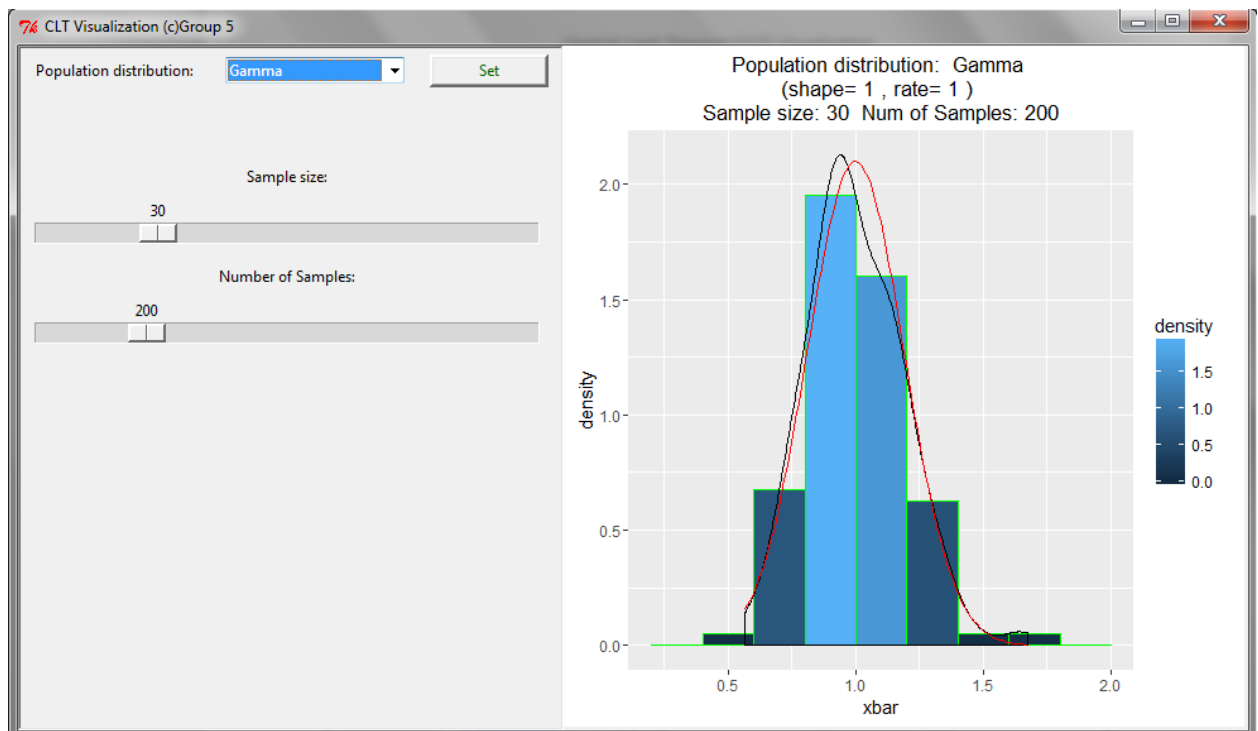 CLT Visualization (c)Group 5
Population distribution:
Gamma
Set
Sample size:
30
Number of Samples:
200
Population distribution:  Gamma
(shape= 1 , rate= 1 )
Sample size: 30  Num of Samples: 200
2.0
1.5
1.0
0.5
0.0
density
0.5
1.0
1.5
2.0
xbar
density
1.5
1.0
0.5
0.0